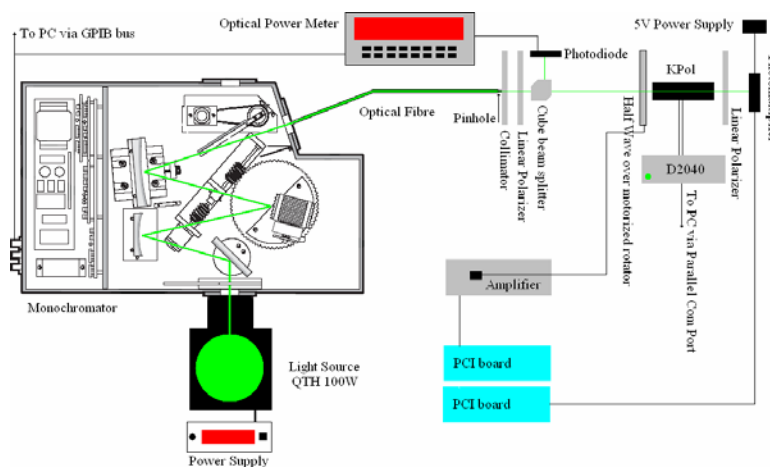 To PC via GPIB bus
Optical Power Meter
5V Power Supply
Photodiode
KPol
Optical Fibre
Pinhole
Collimator
Linear Polarizer
Cube beam splitter
Half Wave over motorized rotator
Linear Polarizer
D2040
To PC via Parallel Com Port
Monochromator
Amplifier
Light Source
QTH 100W
PCI board
PCI board
Power Supply